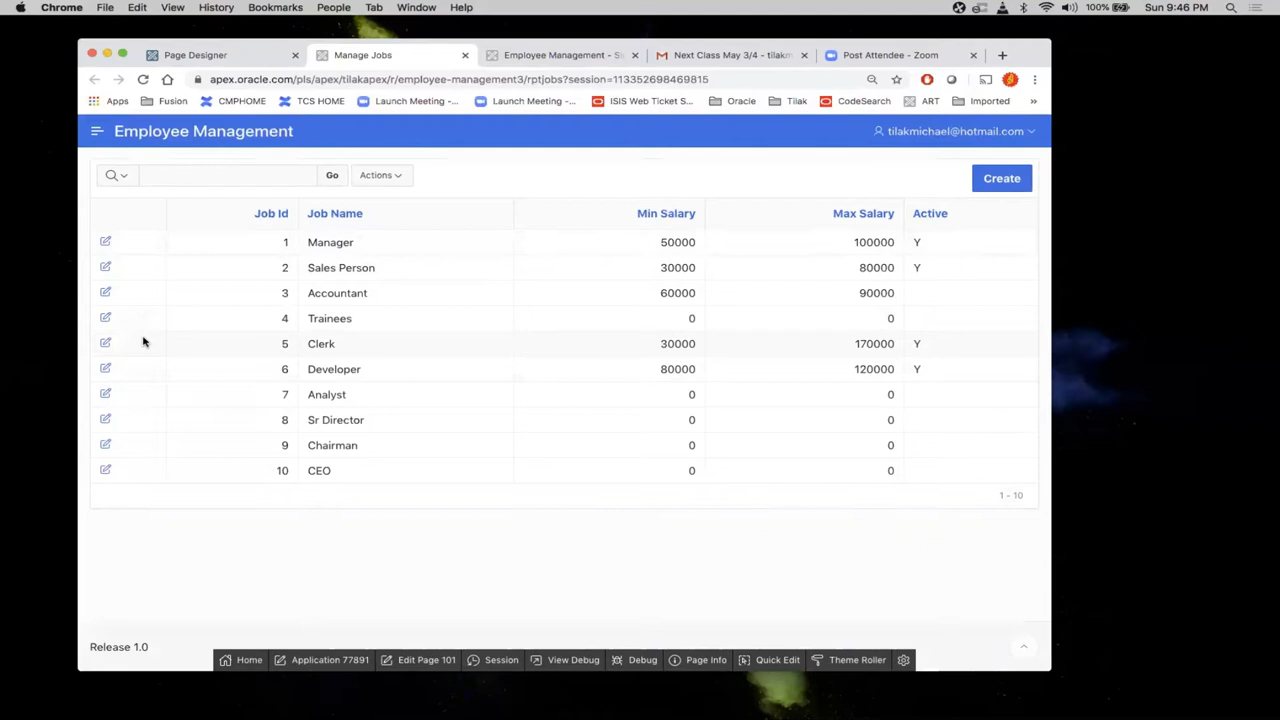 Chrome File Edit View History Bookmarks People Tab Window Help 100% Sun 9:46 PM
Page Designer Manage Jobs Employee Management - Si Next Class May 3/4 - tilakm Post Attendee - Zoom
apex.oracle.com/pls/apex/tilakapex/r/employee-management3/rptjobs?session=113352698469815
Apps Fusion CMPHOME TCS HOME Launch Meeting -... Launch Meeting -... ISIS Web Ticket S... Oracle Tilak CodeSearch ART Imported »
Employee Management tilakmichael@hotmail.com
Go Actions Create
Job Id Job Name Min Salary Max Salary Active
1 Manager 50000 100000 Y
2 Sales Person 30000 80000 Y
3 Accountant 60000 90000
4 Trainees 0 0
5 Clerk 30000 170000 Y
6 Developer 80000 120000 Y
7 Analyst 0 0
8 Sr Director 0 0
9 Chairman 0 0
10 CEO 0 0
1 - 10
Release 1.0
Home Application 77891 Edit Page 101 Session View Debug Debug Page Info Quick Edit Theme Roller